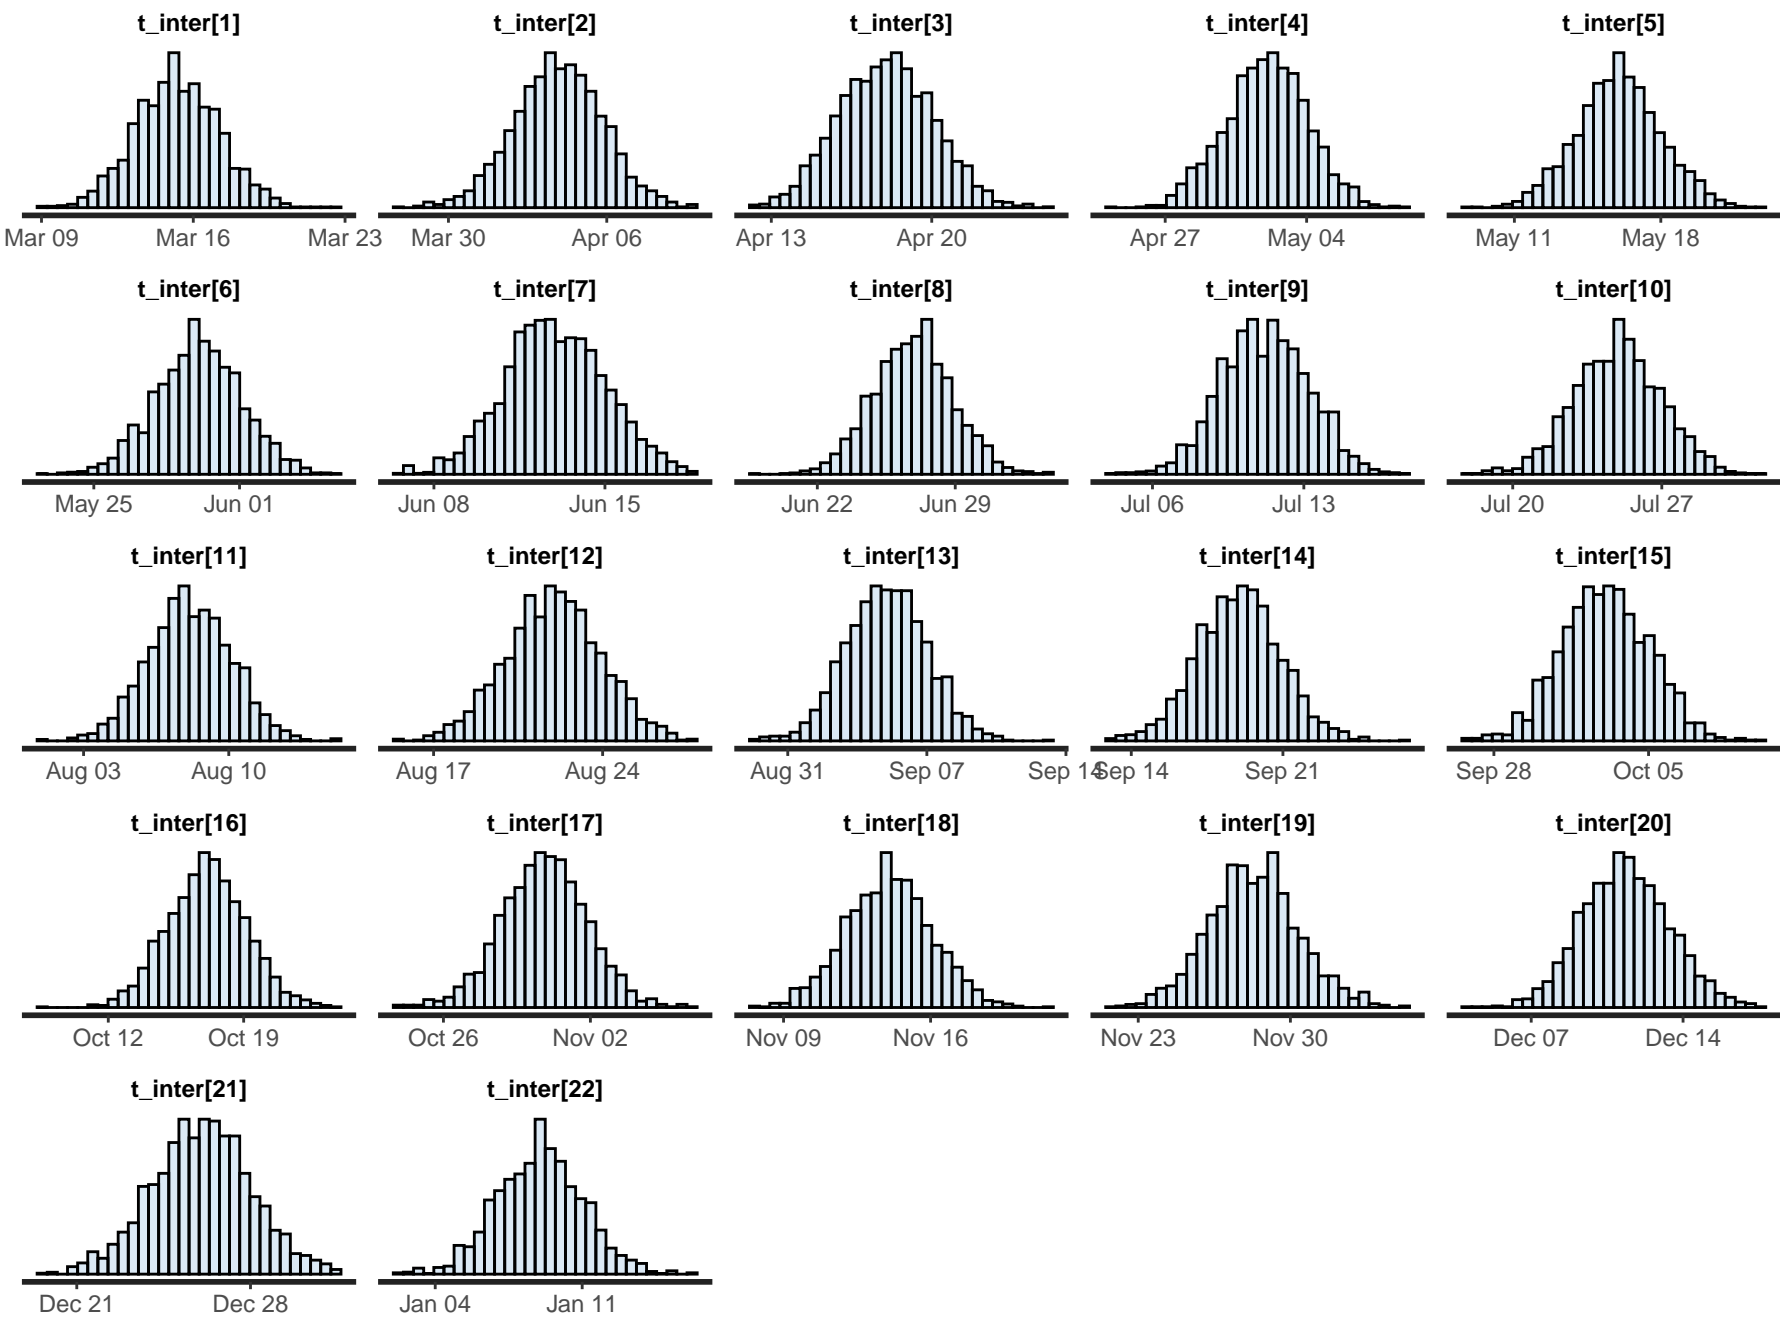 t_inter[1] t_inter[2] t_inter[3] t_inter[4] t_inter[5]
Mar 09 Mar 16 Mar 23 Mar 30 Apr 06 Apr 13 Apr 20 Apr 27 May 04 May 11 May 18
t_inter[6] t_inter[7] t_inter[8] t_inter[9] t_inter[10]
May 25 Jun 01 Jun 08 Jun 15 Jun 22 Jun 29 Jul 06 Jul 13 Jul 20 Jul 27
t_inter[11] t_inter[12] t_inter[13] t_inter[14] t_inter[15]
Aug 03 Aug 10 Aug 17 Aug 24 Aug 31 Sep 07 Sep 14 Sep 14 Sep 21 Sep 28 Oct 05
t_inter[16] t_inter[17] t_inter[18] t_inter[19] t_inter[20]
Oct 12 Oct 19 Oct 26 Nov 02 Nov 09 Nov 16 Nov 23 Nov 30 Dec 07 Dec 14
t_inter[21] t_inter[22]
Dec 21 Dec 28 Jan 04 Jan 11